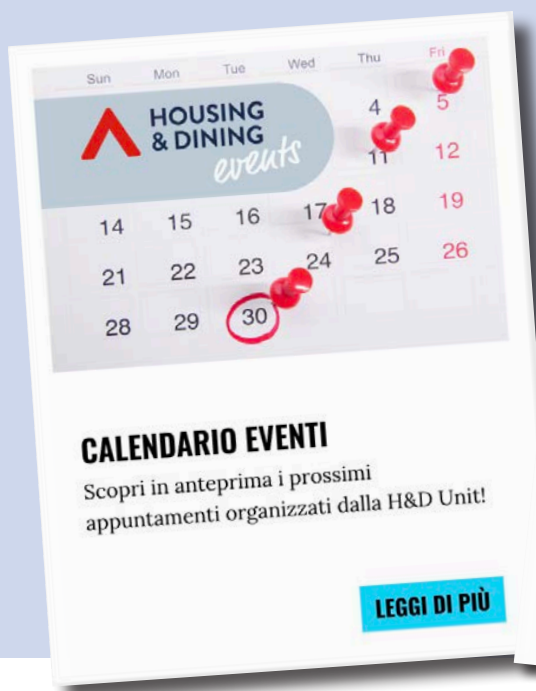 Sun Mon Tue Wed Thu Fri
HOUSING
& DINING
events
4 5
11 12
14 15 16 17 18 19
21 22 23 24 25 26
28 29 30
CALENDARIO EVENTI
Scopri in anteprima i prossimi
appuntamenti organizzati dalla H&D Unit!
LEGGI DI PIÙ